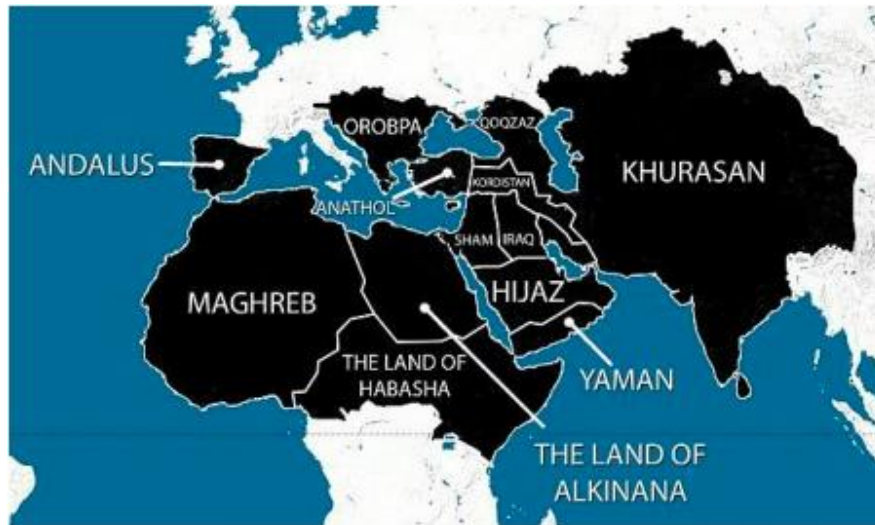 OROBPA
QOQZAZ
ANDALUS
KHURASAN
ANATHOL
KORDISTAN
SHAM
IRAQ
MAGHREB
HIJAZ
THE LAND OF
HABASHA
YAMAN
THE LAND OF
ALKINANA